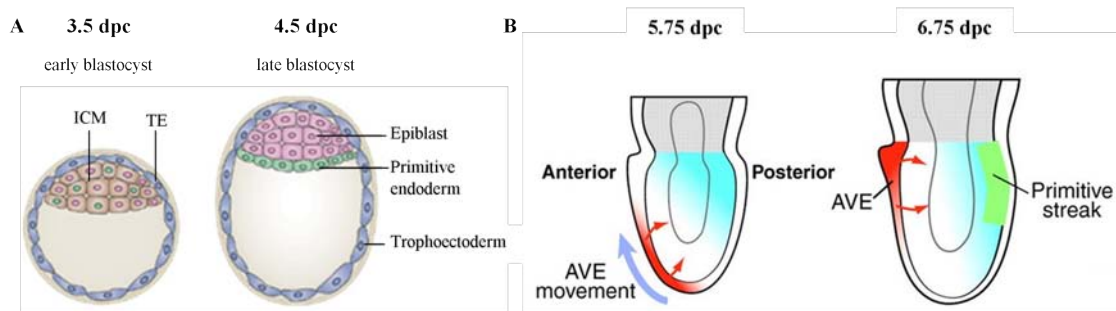 A
3.5 dpc
4.5 dpc
early blastocyst
late blastocyst
ICM
TE
Epiblast
Primitive
endoderm
Trophoectoderm
B
5.75 dpc
6.75 dpc
Anterior
Posterior
AVE
movement
AVE
Primitive
streak